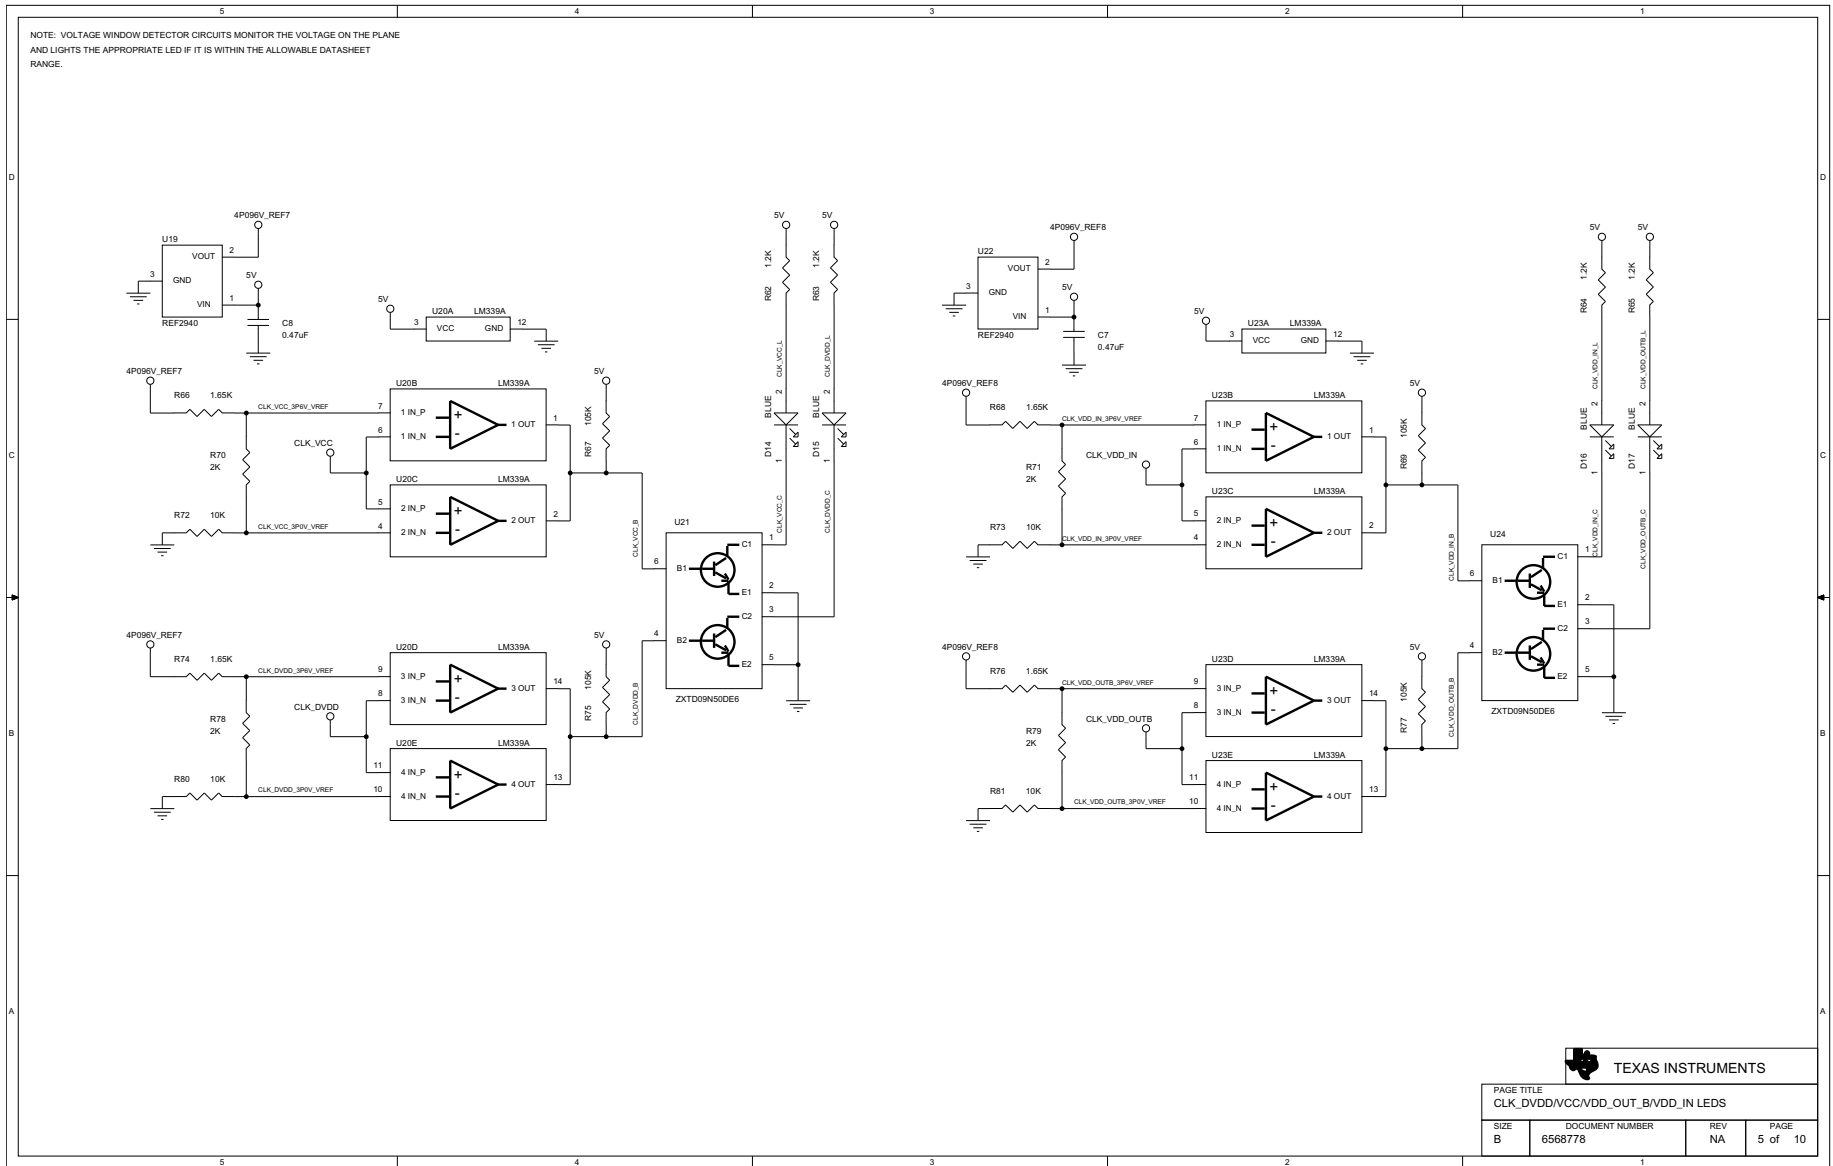 5 4 3 2 1
NOTE: VOLTAGE WINDOW DETECTOR CIRCUITS MONITOR THE VOLTAGE ON THE PLANE
AND LIGHTS THE APPROPRIATE LED IF IT IS WITHIN THE ALLOWABLE DATASHEET
RANGE.
D
D
4P096V_REF7
U19
VOUT 2
3 GND
VIN 1
REF2940
5V
C8
0.47uF
5V
U20A LM339A
3 VCC GND 12
4P096V_REF7
R66 1.65K
CLK_VCC_3P6V_VREF
CLK_VCC
R70
2K
R72 10K
CLK_VCC_3P0V_VREF
U20B LM339A
7 1 IN_P
6 1 IN_N
+
-
1 OUT 1
U20C LM339A
5 2 IN_P
4 2 IN_N
+
-
2 OUT 2
5V
R67 105K
CLK_VCC_B
5V
R62 1.2K
CLK_VCC_L
2
BLUE
D14
1
CLK_VCC_C
5V
R63 1.2K
CLK_DVDD_L
2
BLUE
D15
1
CLK_DVDD_C
U21
6 B1
C1 1
E1 2
C2 3
4 B2
E2 5
ZXTD09N50DE6
4P096V_REF7
R74 1.65K
CLK_DVDD_3P6V_VREF
CLK_DVDD
R78
2K
R80 10K
CLK_DVDD_3P0V_VREF
U20D LM339A
9 3 IN_P
8 3 IN_N
+
-
3 OUT 14
U20E LM339A
11 4 IN_P
10 4 IN_N
+
-
4 OUT 13
5V
R75 105K
CLK_DVDD_B
4P096V_REF8
U22
VOUT 2
3 GND
VIN 1
REF2940
5V
C7
0.47uF
5V
U23A LM339A
3 VCC GND 12
4P096V_REF8
R68 1.65K
CLK_VDD_IN_3P6V_VREF
CLK_VDD_IN
R71
2K
R73 10K
CLK_VDD_IN_3P0V_VREF
U23B LM339A
7 1 IN_P
6 1 IN_N
+
-
1 OUT 1
U23C LM339A
5 2 IN_P
4 2 IN_N
+
-
2 OUT 2
5V
R69 105K
CLK_VDD_IN_B
5V
R64 1.2K
CLK_VDD_IN_L
2
BLUE
D16
1
CLK_VDD_IN_C
5V
R65 1.2K
CLK_VDD_OUTB_L
2
BLUE
D17
1
CLK_VDD_OUTB_C
U24
6 B1
C1 1
E1 2
C2 3
4 B2
E2 5
ZXTD09N50DE6
4P096V_REF8
R76 1.65K
CLK_VDD_OUTB_3P6V_VREF
CLK_VDD_OUTB
R79
2K
R81 10K
CLK_VDD_OUTB_3P0V_VREF
U23D LM339A
9 3 IN_P
8 3 IN_N
+
-
3 OUT 14
U23E LM339A
11 4 IN_P
10 4 IN_N
+
-
4 OUT 13
5V
R77 105K
CLK_VDD_OUTB_B
C
C
B
B
A
A
TEXAS INSTRUMENTS
PAGE TITLE
CLK_DVDD/VCC/VDD_OUT_B/VDD_IN LEDS
SIZE DOCUMENT NUMBER REV PAGE
B 6568778 NA 5 of 10
5 4 3 2 1